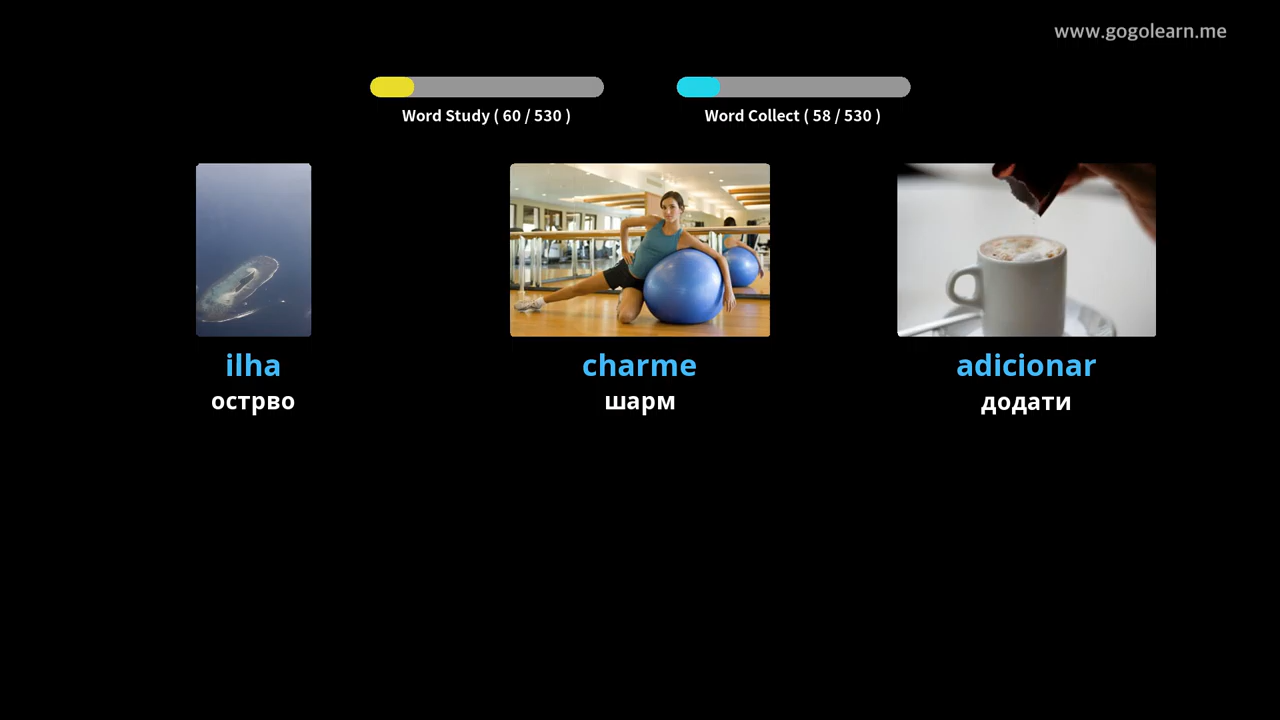 www.gogolearn.me
Word Study ( 60 / 530 )
Word Collect ( 58 / 530 )
ilha
острво
charme
шарм
adicionar
додати